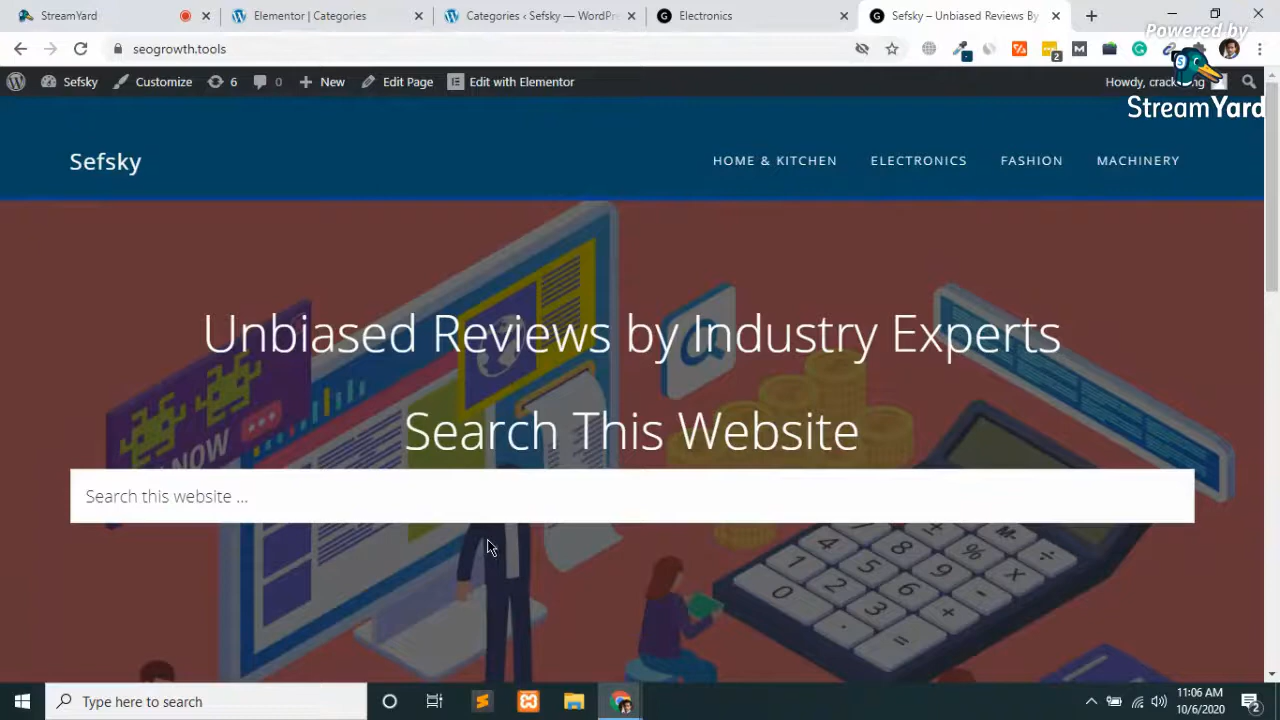 StreamYard
Elementor | Categories
Categories ‹ Sefsky — WordPr
Electronics
Sefsky – Unbiased Reviews By
Powered by
StreamYard
seogrowth.tools
2
Sefsky
Customize
6
0
New
Edit Page
Edit with Elementor
Sefsky
HOME & KITCHEN
ELECTRONICS
FASHION
MACHINERY
Unbiased Reviews by Industry Experts
Search This Website
Search this website ...
Type here to search
11:06 AM
10/6/2020
2